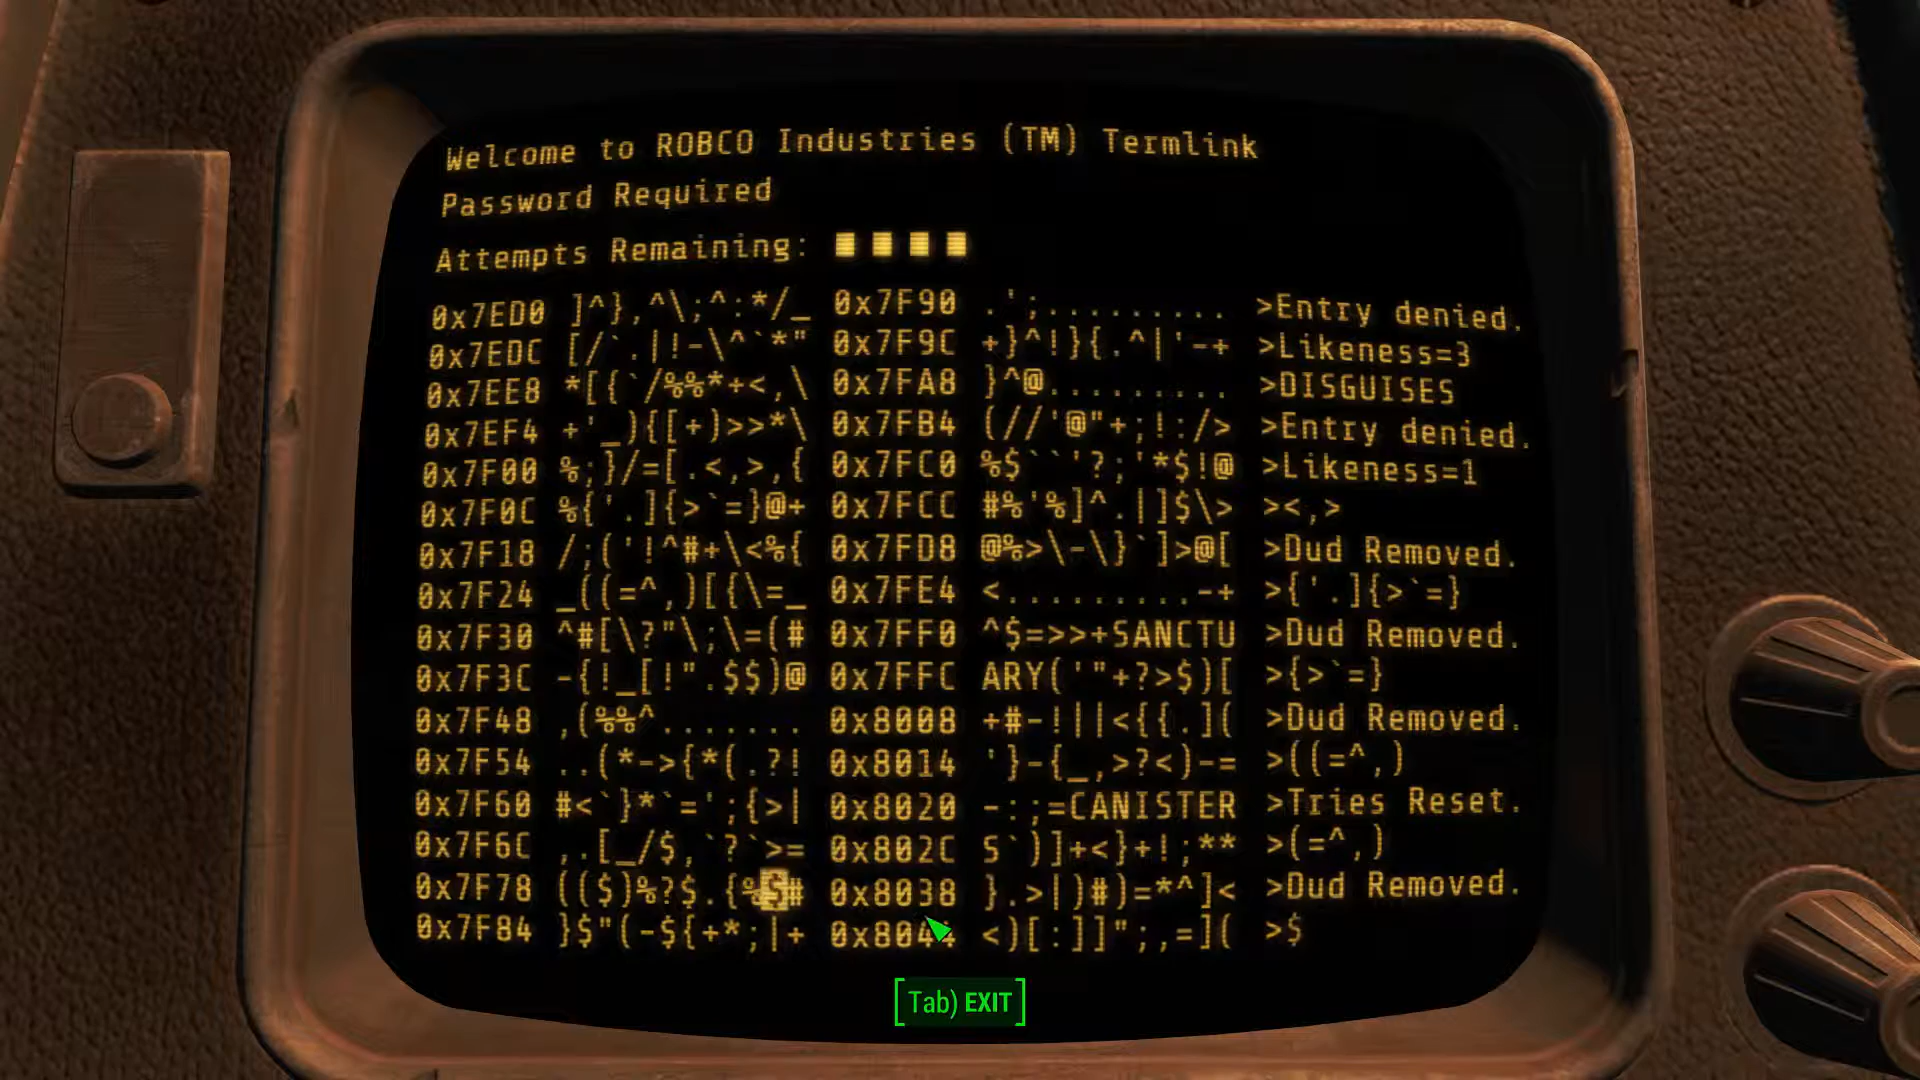 Welcome to ROBCO Industries (TM) Termlink
Password Required
Attempts Remaining: ■ ■ ■ ■
0x7ED0 ]^},^\;^:*/_ 0x7F90 .';......... >Entry denied.
0x7EDC [/`.|!-\^`*" 0x7F9C +}^!}{.^|'-+ >Likeness=3
0x7EE8 *[{`/%%*+<,\ 0x7FA8 }^@......... >DISGUISES
0x7EF4 +'_){[+)>>*\ 0x7FB4 (//'@"+;!:/> >Entry denied.
0x7F00 %;}/=[.<,>,{ 0x7FC0 %$``'?;'*$!@ >Likeness=1
0x7F0C %{'.]{>`=}@+ 0x7FCC #%'%]^.|]$\> ><,>
0x7F18 /;('!^#+\<%{ 0x7FD8 @%>\-\}`]>@[ >Dud Removed.
0x7F24 _((=^,)[{\=_ 0x7FE4 <.........-+ >{'.]{>`=}
0x7F30 ^#[\?"\;\=(# 0x7FF0 ^$=>>+SANCTU >Dud Removed.
0x7F3C -{!_[!".$$)@ 0x7FFC ARY('"+?>$)[ >{>`=}
0x7F48 ,(%%^....... 0x8008 +#-!||<{{.]( >Dud Removed.
0x7F54 ..(*->{*(.?! 0x8014 '}-{_,>?<)-= >((=^,)
0x7F60 #<`}*`=';{>| 0x8020 -:;=CANISTER >Tries Reset.
0x7F6C ,.[_/$,`?`>= 0x802C S`)]+<}+!;** >(=^,)
0x7F78 (($)%?$.{%$# 0x8038 }.>|)#)=*^]< >Dud Removed.
0x7F84 }$"(-${+*;|+ 0x8044 <)[:]]";,=]( >$
[Tab) EXIT]